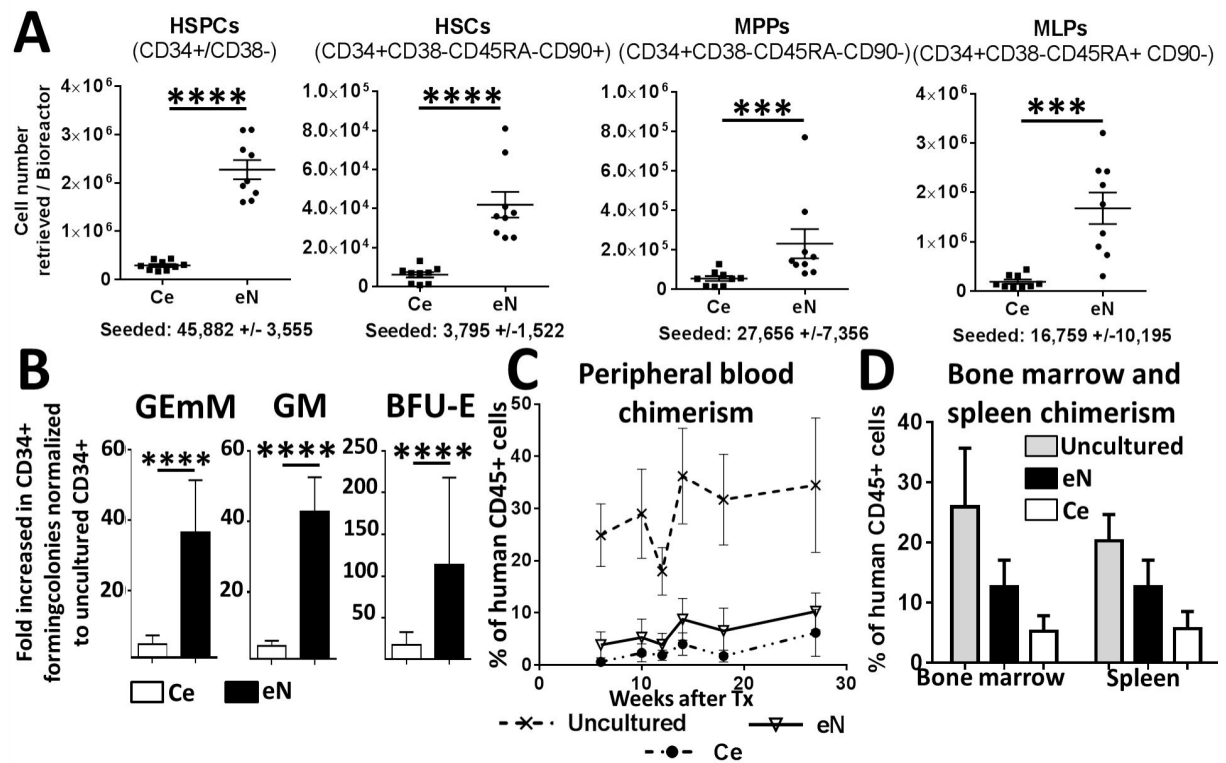 A
HSPCs
(CD34+/CD38-)
HSCs
(CD34+CD38-CD45RA-CD90+)
MPPs
(CD34+CD38-CD45RA-CD90-)
MLPs
(CD34+CD38-CD45RA+ CD90-)
Cell number
retrieved / Bioreactor
4×10⁶
3×10⁶
2×10⁶
1×10⁶
0
****
Ce
eN
Seeded: 45,882 +/- 3,555
1.0×10⁵
8.0×10⁴
6.0×10⁴
4.0×10⁴
2.0×10⁴
0
****
Ce
eN
Seeded: 3,795 +/-1,522
1.0×10⁶
8.0×10⁵
6.0×10⁵
4.0×10⁵
2.0×10⁵
0
***
Ce
eN
Seeded: 27,656 +/-7,356
4×10⁶
3×10⁶
2×10⁶
1×10⁶
0
***
Ce
eN
Seeded: 16,759 +/-10,195
B
Fold increased in CD34+
formingcolonies normalized
to uncultured CD34+
GEmM
60
40
20
****
GM
60
40
20
****
BFU-E
250
200
150
100
50
****
Ce
eN
C
Peripheral blood
chimerism
% of human CD45+ cells
50
40
30
20
10
0
0
10
20
30
Weeks after Tx
Uncultured
eN
Ce
D
Bone marrow and
spleen chimerism
% of human CD45+ cells
40
30
20
10
0
Uncultured
eN
Ce
Bone marrow
Spleen